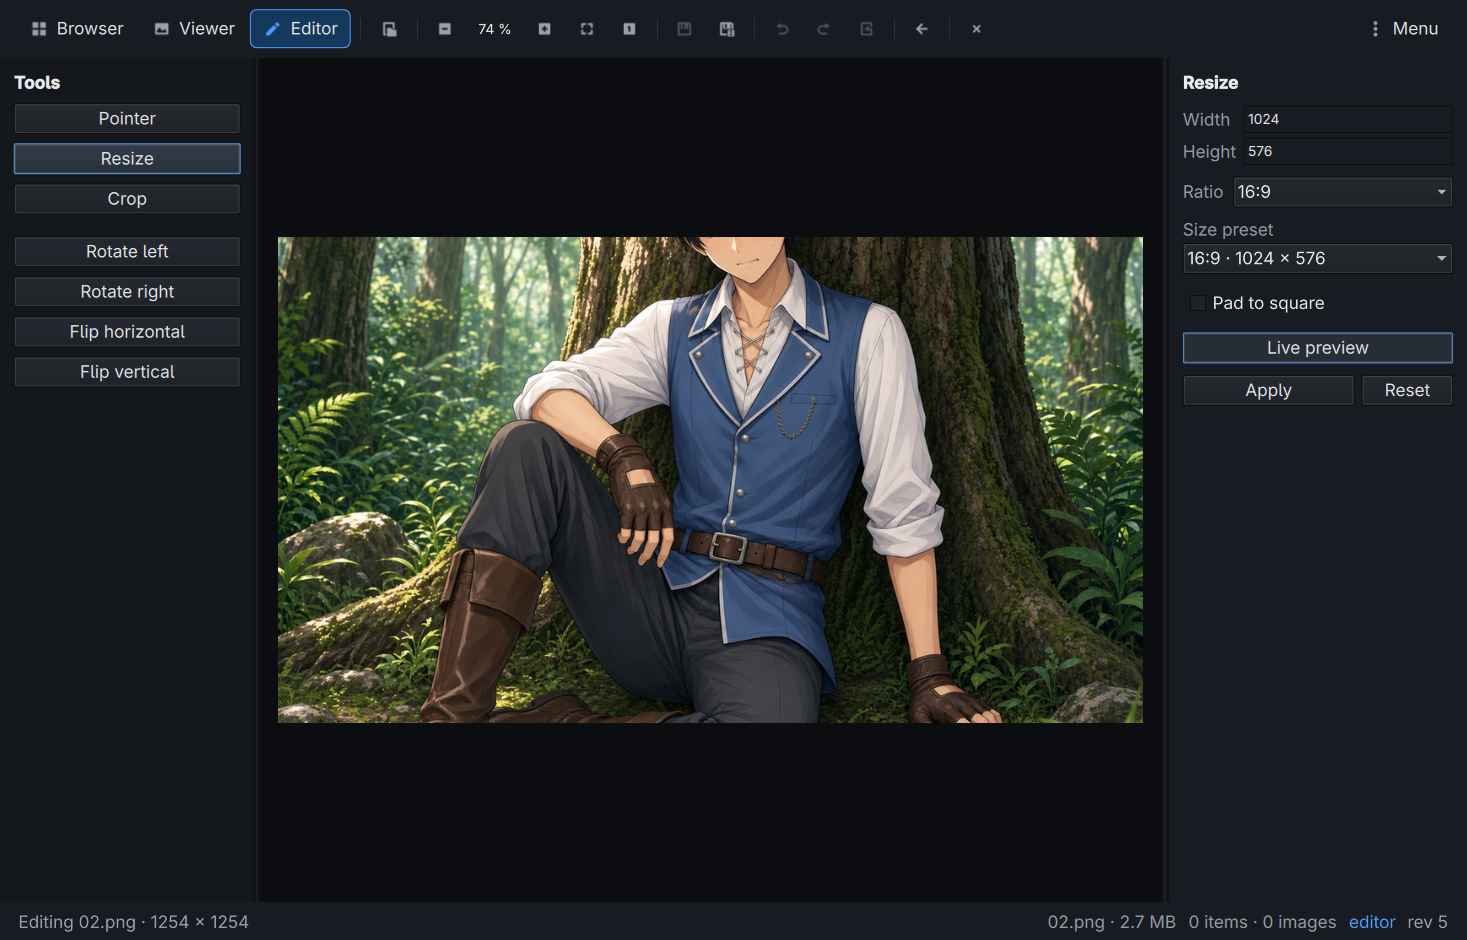 Browser
Viewer
Editor
74 %
Menu
Tools
Pointer
Resize
Crop
Rotate left
Rotate right
Flip horizontal
Flip vertical
Resize
Width 1024
Height 576
Ratio 16:9
Size preset
16:9 · 1024 × 576
Pad to square
Live preview
Apply
Reset
Editing 02.png · 1254 × 1254
02.png · 2.7 MB 0 items · 0 images editor rev 5